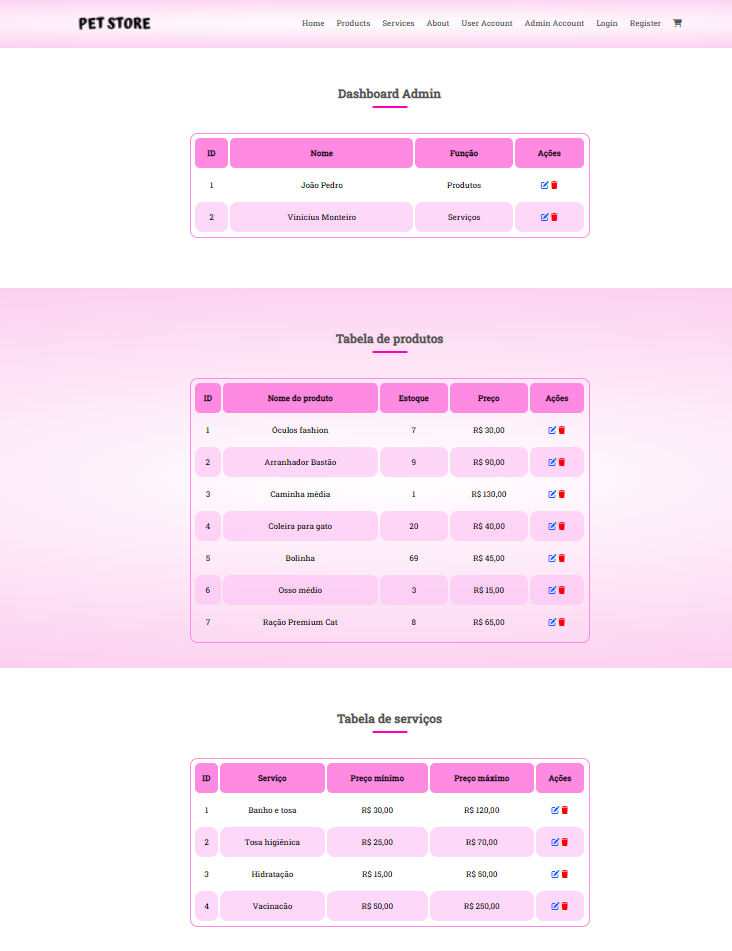 PET STORE Home Products Services About User Account Admin Account Login Register
Dashboard Admin
ID Nome Função Ações
1 João Pedro Produtos
2 Vinícius Monteiro Serviços
Tabela de produtos
ID Nome do produto Estoque Preço Ações
1 Óculos fashion 7 R$ 30,00
2 Arranhador Bastão 9 R$ 90,00
3 Caminha média 1 R$ 130,00
4 Coleira para gato 20 R$ 40,00
5 Bolinha 69 R$ 45,00
6 Osso médio 3 R$ 15,00
7 Ração Premium Cat 8 R$ 65,00
Tabela de serviços
ID Serviço Preço mínimo Preço máximo Ações
1 Banho e tosa R$ 30,00 R$ 120,00
2 Tosa higiênica R$ 25,00 R$ 70,00
3 Hidratação R$ 15,00 R$ 50,00
4 Vacinacão R$ 50,00 R$ 250,00